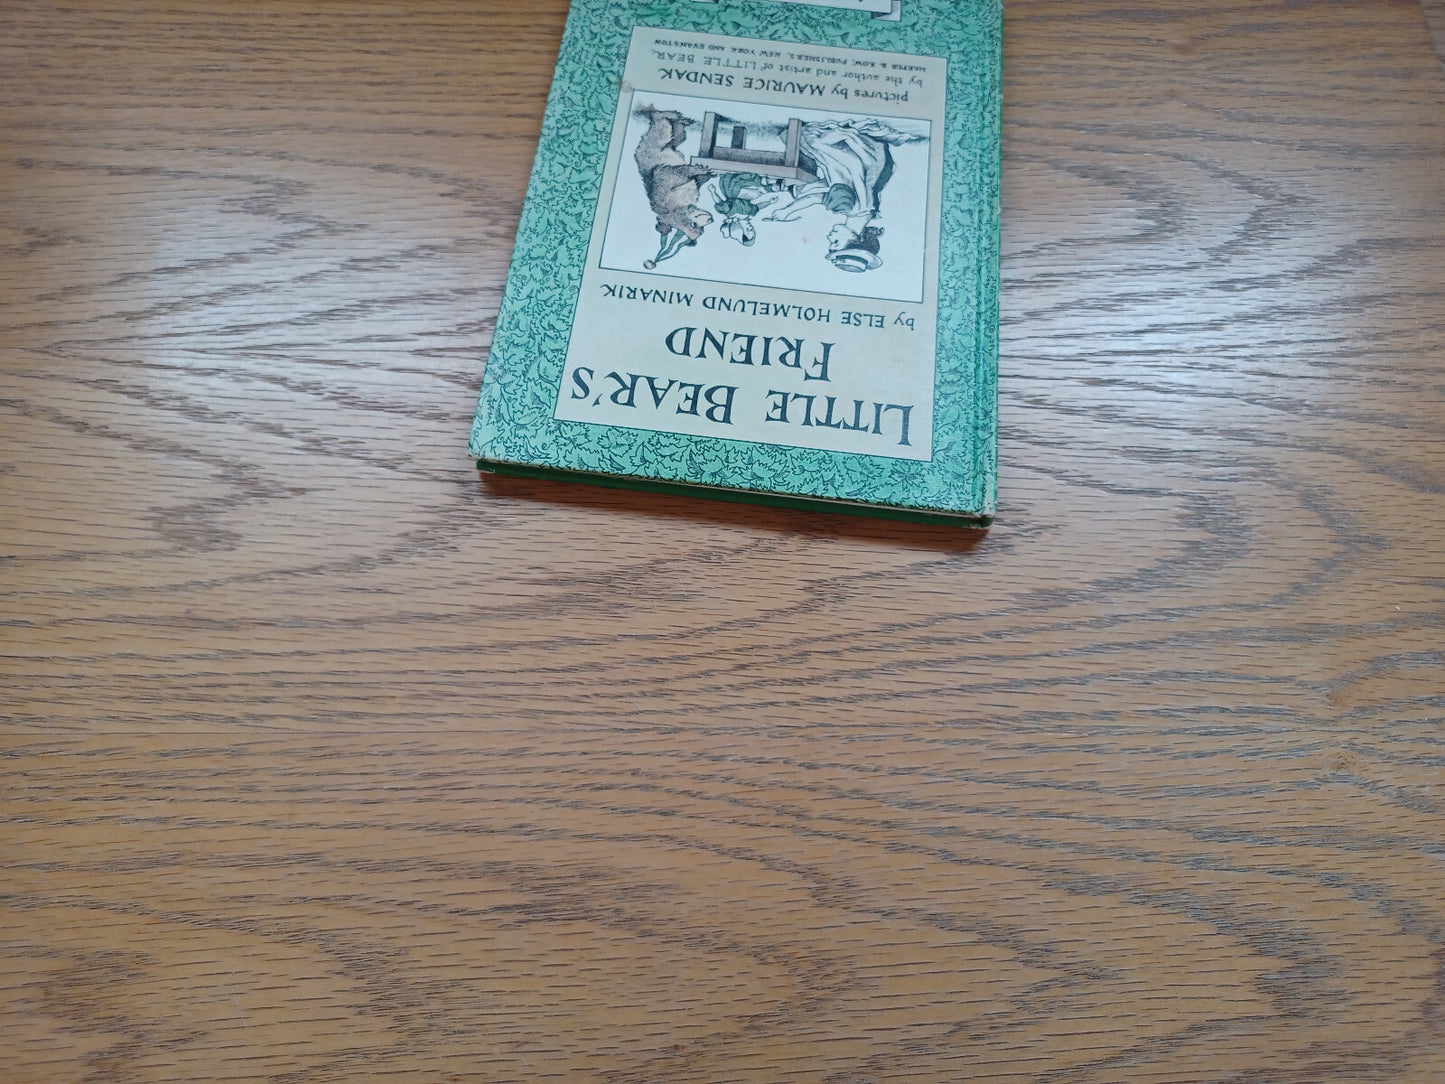 LITTLE BEAR'S
FRIEND
by ELSE HOLMELUND MINARIK
pictures by MAURICE SENDAK
by the author and artist of LITTLE BEAR
HARPER & ROW, PUBLISHERS, NEW YORK AND EVANSTON